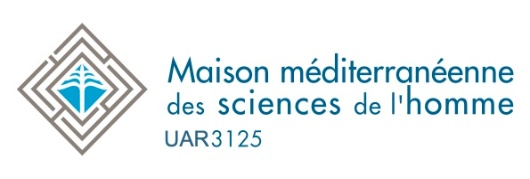 Maison méditerranéenne
des sciences de l'homme
UAR3125